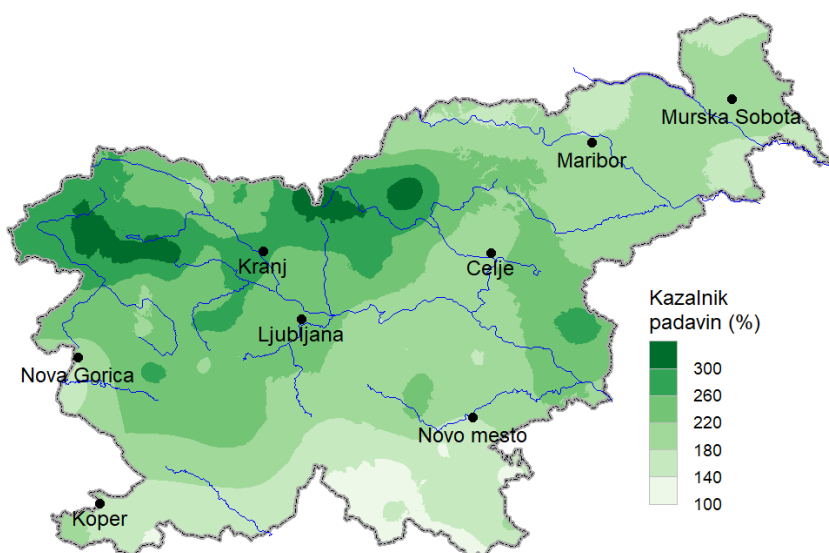 Murska Sobota
Maribor
Kranj
Celje
Ljubljana
Nova Gorica
Novo mesto
Koper
Kazalnik
padavin (%)
300
260
220
180
140
100